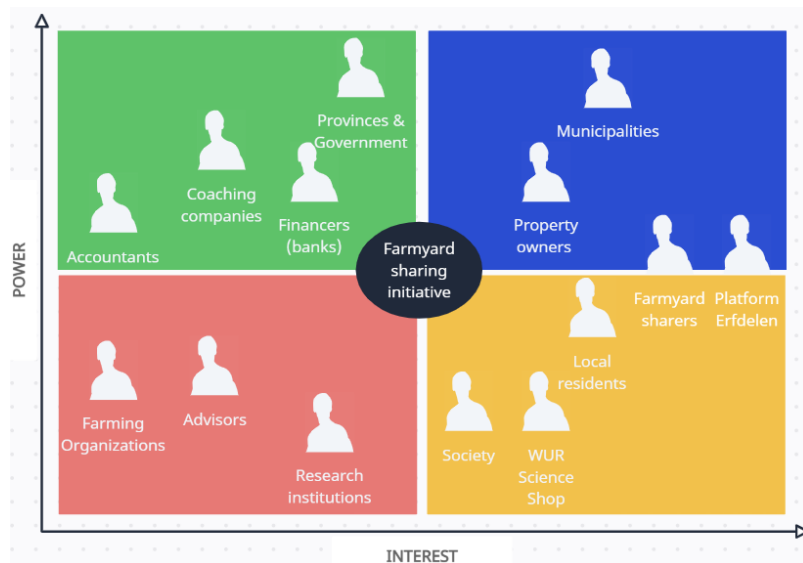 Provinces &
Government
Municipalities
Coaching
companies
Financers
(banks)
Property
owners
Accountants
Farmyard
sharing
initiative
POWER
Farmyard
sharers
Platform
Erfdelen
Local
residents
Farming
Organizations
Advisors
Research
institutions
Society
WUR
Science
Shop
INTEREST